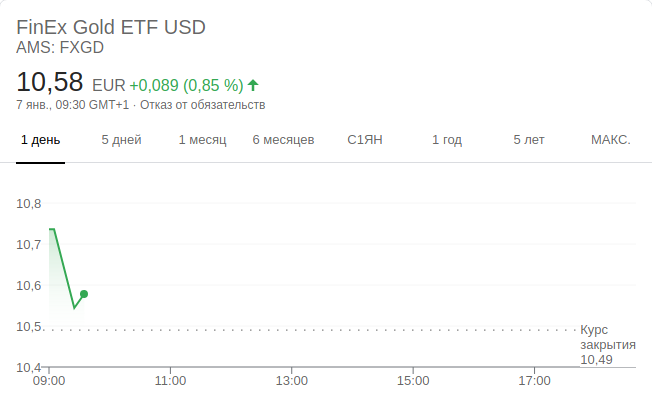 FinEx Gold ETF USD
AMS: FXGD
10,58 EUR +0,089 (0,85 %)
7 янв., 09:30 GMT+1 · Отказ от обязательств
1 день 5 дней 1 месяц 6 месяцев С1ЯН 1 год 5 лет МАКС.
10,8
10,7
10,6
10,5
Курс
закрытия
10,49
10,4
09:00 11:00 13:00 15:00 17:00